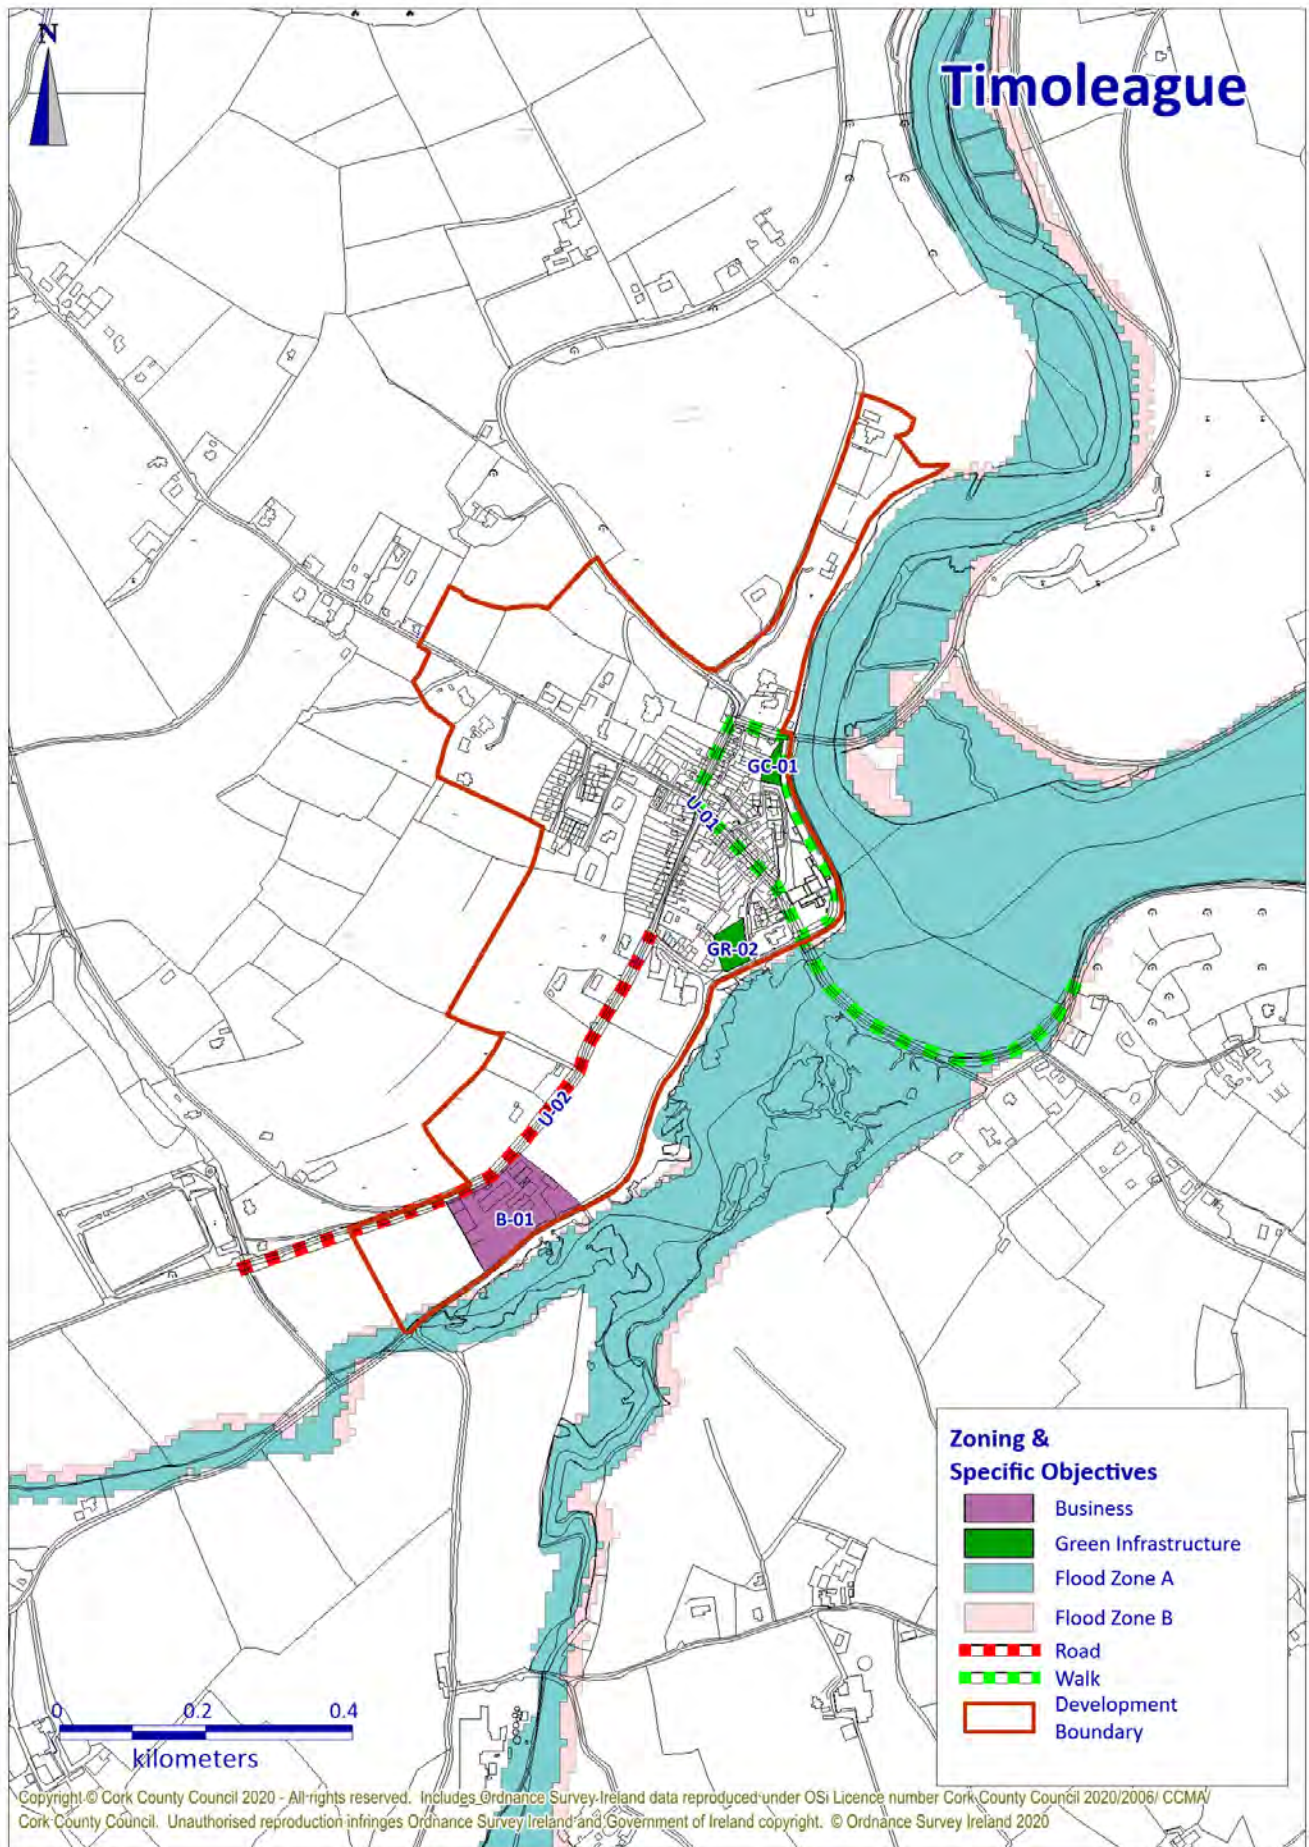 N
Timoleague
GC-01
U-01
GR-02
U-02
B-01
Zoning &
Specific Objectives
Business
Green Infrastructure
Flood Zone A
Flood Zone B
Road
Walk
Development
Boundary
0 0.2 0.4
kilometers
Copyright © Cork County Council 2020 - All rights reserved. Includes Ordnance Survey Ireland data reproduced under OSi Licence number Cork County Council 2020/2006/ CCMA/
Cork County Council. Unauthorised reproduction infringes Ordnance Survey Ireland and Government of Ireland copyright. © Ordnance Survey Ireland 2020